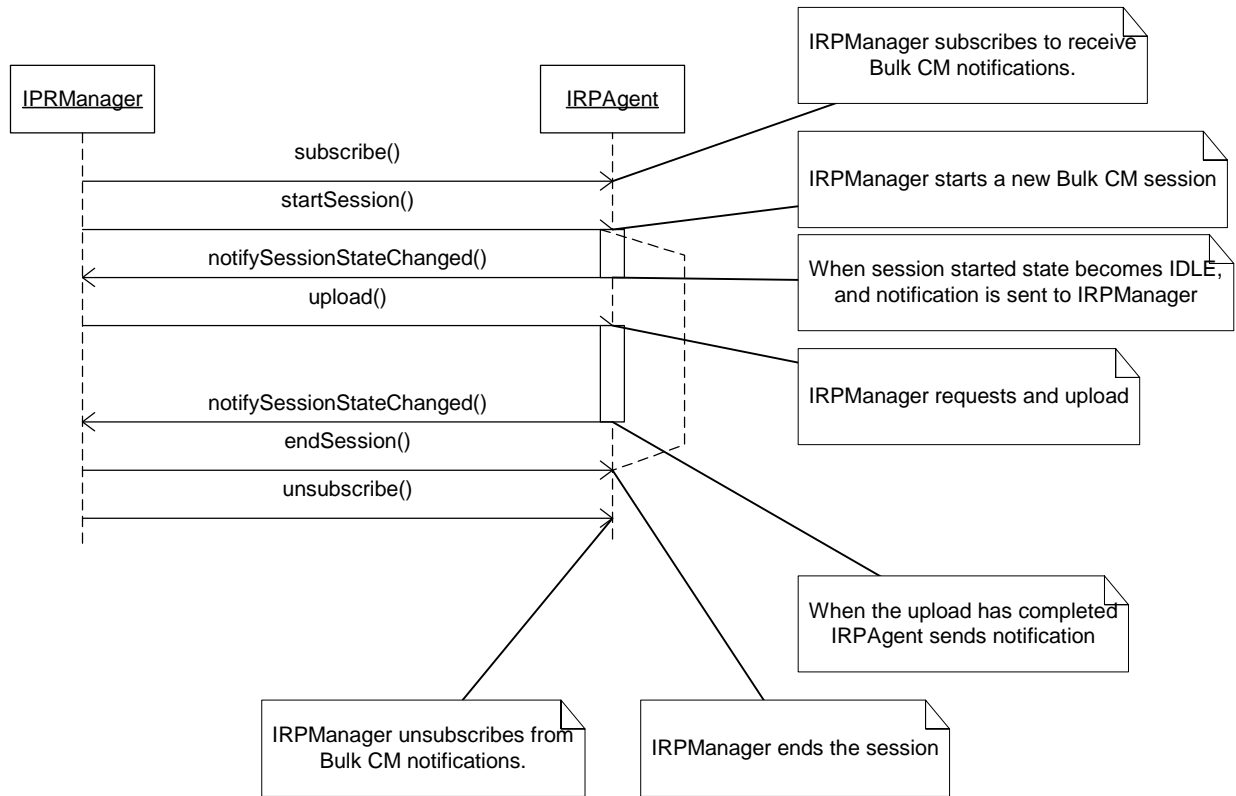 IRPManager subscribes to receive
Bulk CM notifications.
IPRManager
IRPAgent
subscribe()
IRPManager starts a new Bulk CM session
startSession()
notifySessionStateChanged()
When session started state becomes IDLE,
and notification is sent to IRPManager
upload()
IRPManager requests and upload
notifySessionStateChanged()
endSession()
unsubscribe()
When the upload has completed
IRPAgent sends notification
IRPManager unsubscribes from
Bulk CM notifications.
IRPManager ends the session